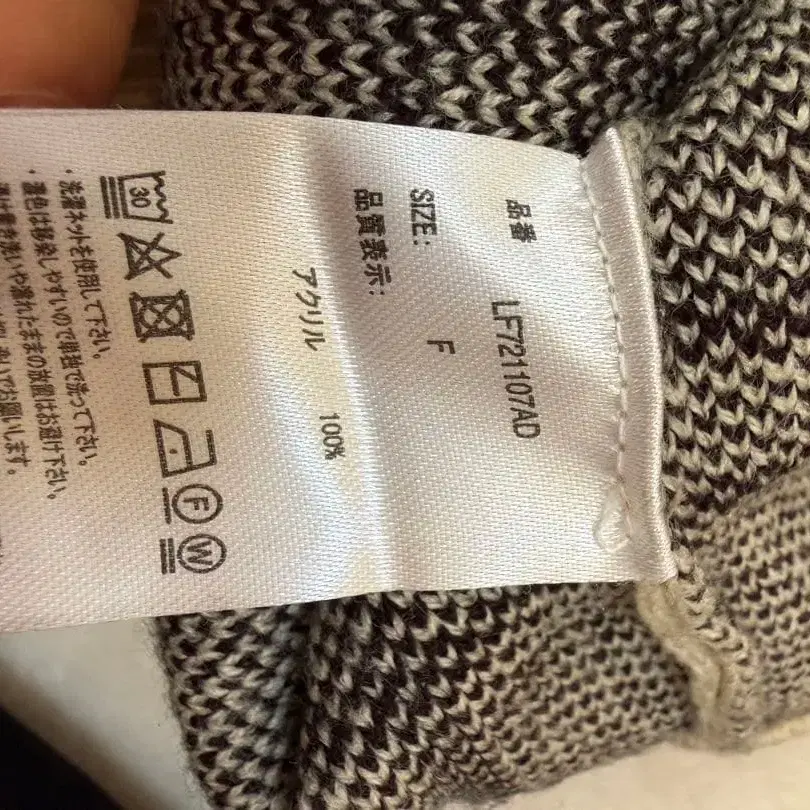 品番 LF721107AD
SIZE: F
品質表示:
アクリル 100%
30
F W
・洗濯ネットを使用して下さい。
・濃色は移染しやすいので単独で洗って下さい。